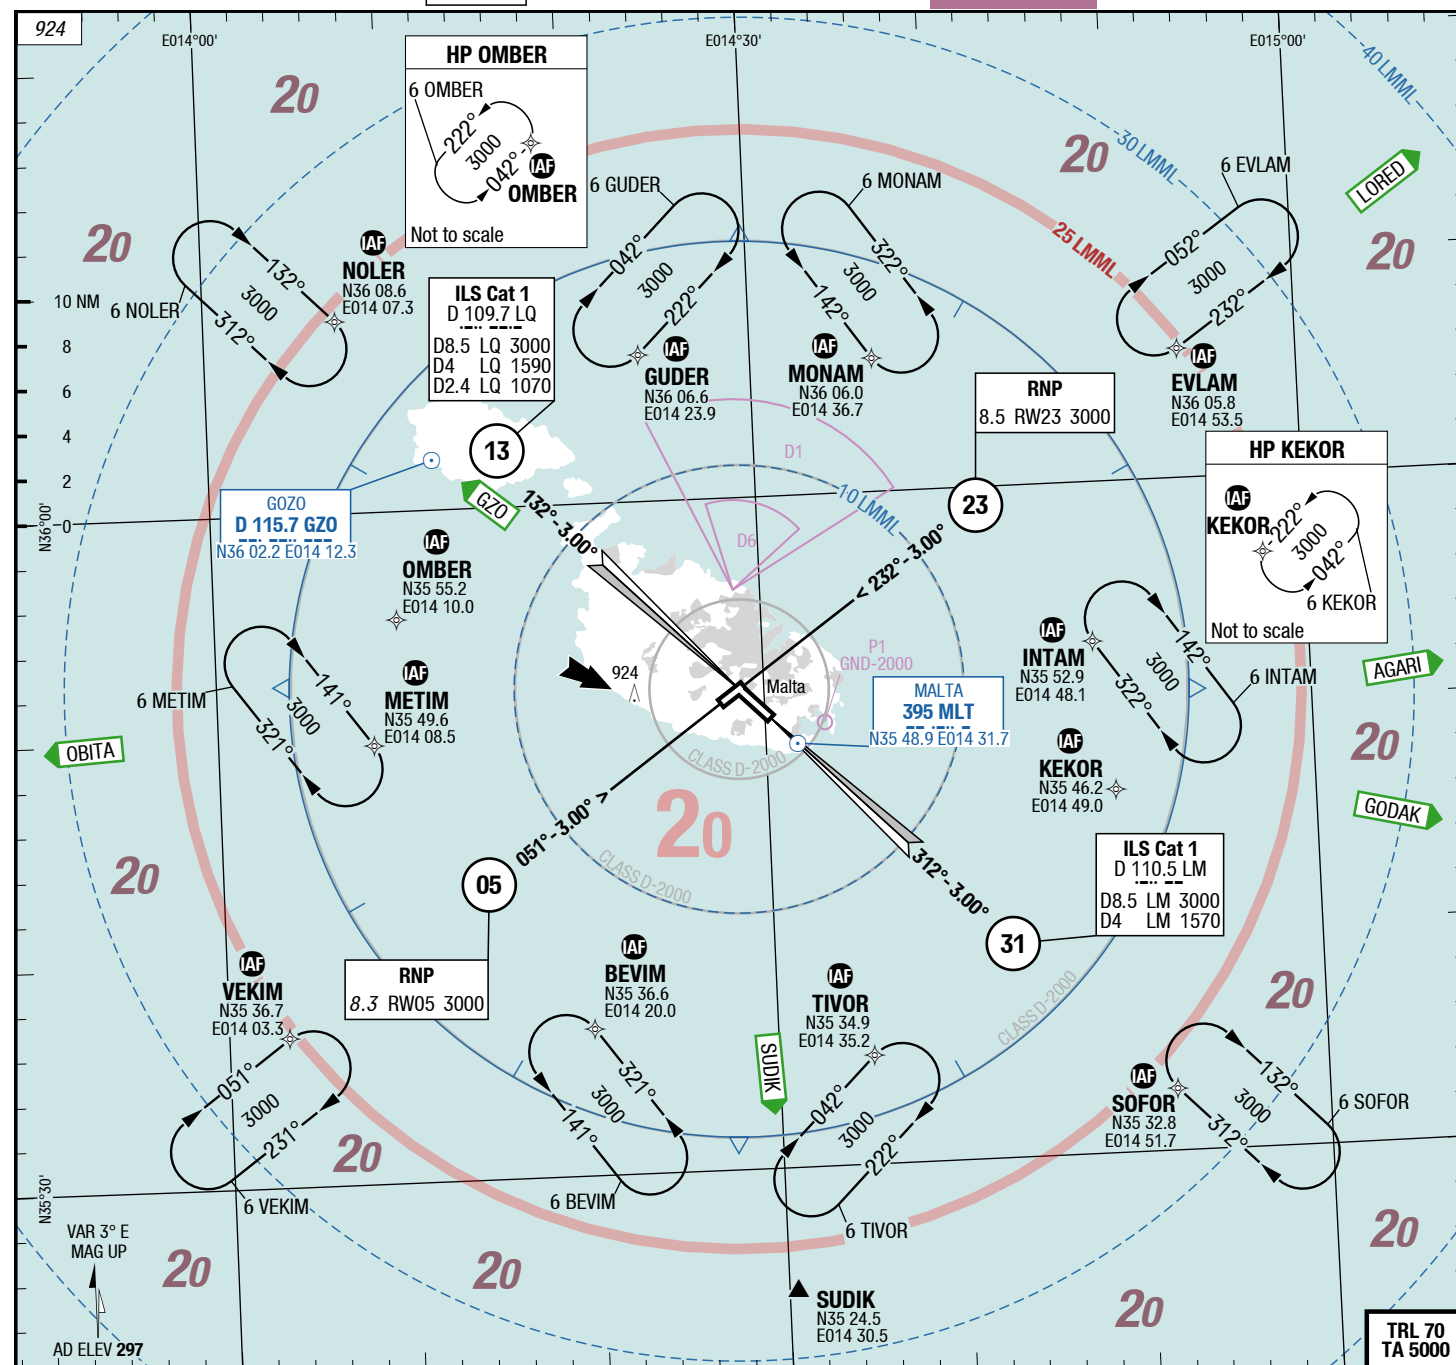 924
E014°00'
E014°30'
E015°00'
HP OMBER
6 OMBER
222°
3000
042°
IAF
OMBER
Not to scale
20
20
20
20
40 LMML
30 LMML
25 LMML
LORED
6 GUDER
042°
3000
222°
IAF
GUDER
N36 06.6
E014 23.9
6 MONAM
322°
3000
142°
IAF
MONAM
N36 06.0
E014 36.7
6 EVLAM
052°
3000
232°
IAF
EVLAM
N36 05.8
E014 53.5
IAF
NOLER
N36 08.6
E014 07.3
132°
3000
312°
6 NOLER
10 NM
8
6
4
2
0
N36°00'
ILS Cat 1
D 109.7 LQ
D8.5 LQ 3000
D4 LQ 1590
D2.4 LQ 1070
13
RNP
8.5 RW23 3000
23
HP KEKOR
IAF
KEKOR
222°
3000
042°
6 KEKOR
Not to scale
GOZO
D 115.7 GZO
N36 02.2 E014 12.3
GZO
132°-3.00°
D1
D6
10 LMML
< 232°-3.00°
IAF
OMBER
N35 55.2
E014 10.0
IAF
METIM
N35 49.6
E014 08.5
6 METIM
141°
3000
321°
OBITA
924
Malta
P1
GND-2000
MALTA
395 MLT
N35 48.9 E014 31.7
CLASS D-2000
IAF
INTAM
N35 52.9
E014 48.1
142°
3000
322°
6 INTAM
AGARI
20
GODAK
IAF
KEKOR
N35 46.2
E014 49.0
20
CLASS D-2000
051°-3.00° >
05
RNP
8.3 RW05 3000
312°-3.00°
31
ILS Cat 1
D 110.5 LM
D8.5 LM 3000
D4 LM 1570
CLASS D-2000
20
20
IAF
VEKIM
N35 36.7
E014 03.3
051°
3000
231°
6 VEKIM
20
IAF
BEVIM
N35 36.6
E014 20.0
321°
3000
141°
6 BEVIM
SUDIK
IAF
TIVOR
N35 34.9
E014 35.2
042°
3000
222°
6 TIVOR
IAF
SOFOR
N35 32.8
E014 51.7
132°
3000
312°
6 SOFOR
N35°30'
VAR 3° E
MAG UP
AD ELEV 297
20
20
20
20
SUDIK
N35 24.5
E014 30.5
TRL 70
TA 5000